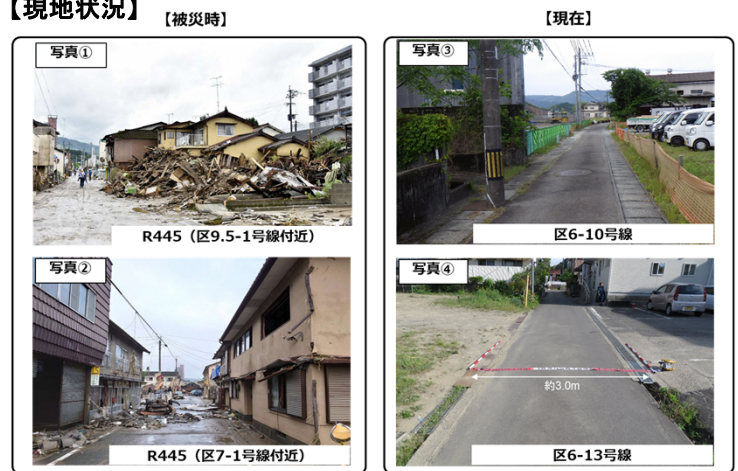 【現地状況】
【被災時】
【現在】
写真①
R445（区9.5-1号線付近）
写真②
R445（区7-1号線付近）
写真③
区6-10号線
写真④
約3.0m
区6-13号線